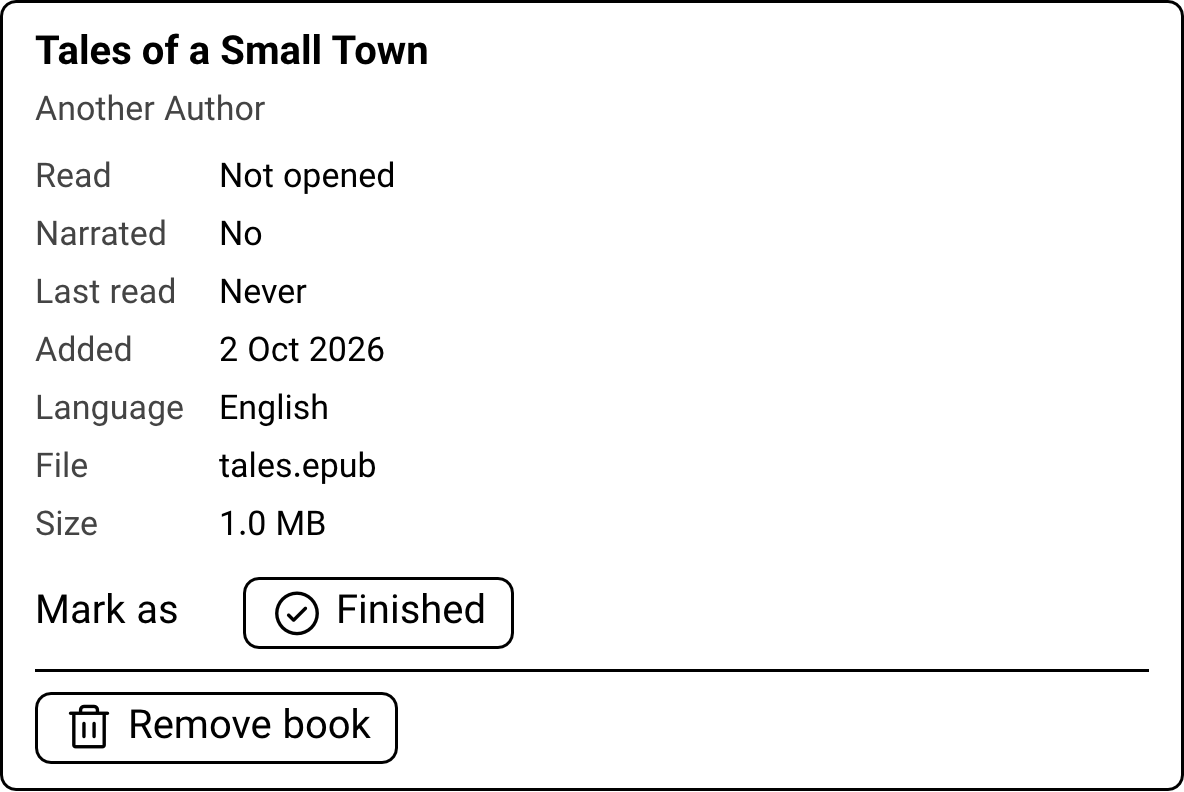 Tales of a Small Town
Another Author
Read Not opened
Narrated No
Last read Never
Added 2 Oct 2026
Language English
File tales.epub
Size 1.0 MB
Mark as Finished
Remove book